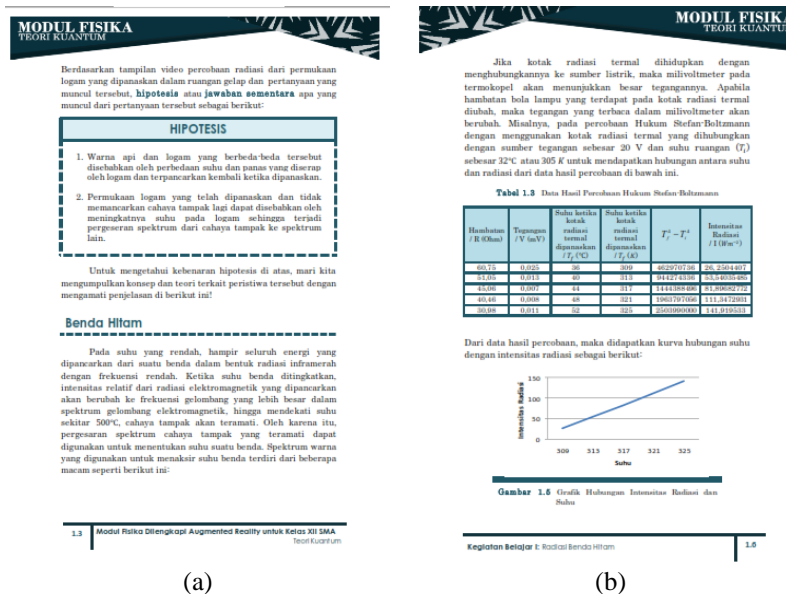 MODUL FISIKA
TEORI KUANTUM
Berdasarkan tampilan video percobaan radiasi dari permukaan
logam yang dipanaskan dalam ruangan gelap dan pertanyaan yang
muncul tersebut, hipotesis atau jawaban sementara apa yang
muncul dari pertanyaan tersebut sebagai berikut:
HIPOTESIS
1. Warna api dan logam yang berbeda-beda tersebut
disebabkan oleh perbedaan suhu dan panas yang diserap
oleh logam dan terpancarkan kembali ketika dipanaskan.
2. Permukaan logam yang telah dipanaskan dan tidak
memancarkan cahaya tampak lagi dapat disebabkan oleh
meningkatnya suhu pada logam sehingga terjadi
pergeseran spektrum dari cahaya tampak ke spektrum
lain.
Untuk mengetahui kebenaran hipotesis di atas, mari kita
mengumpulkan konsep dan teori terkait peristiwa tersebut dengan
mengamati penjelasan di berikut ini!
Benda Hitam
Pada suhu yang rendah, hampir seluruh energi yang
dipancarkan dari suatu benda dalam bentuk radiasi inframerah
dengan frekuensi rendah. Ketika suhu benda ditingkatkan,
intensitas relatif dari radiasi elektromagnetik yang dipancarkan
akan berubah ke frekuensi gelombang yang lebih besar dalam
spektrum gelombang elektromagnetik, hingga mendekati suhu
sekitar 500°C, cahaya tampak akan teramati. Oleh karena itu,
pergesaran spektrum cahaya tampak yang teramati dapat
digunakan untuk menentukan suhu suatu benda. Spektrum warna
yang digunakan untuk menaksir suhu benda terdiri dari beberapa
macam seperti berikut ini:
1.3 Modul Fisika Dilengkapi Augmented Reality untuk Kelas XII SMA
Teori Kuantum
(a)
MODUL FISIKA
TEORI KUANTUM
Jika kotak radiasi termal dihidupkan dengan
menghubungkannya ke sumber listrik, maka milivoltmeter pada
termokopel akan menunjukkan besar tegangannya. Apabila
hambatan bola lampu yang terdapat pada kotak radiasi termal
diubah, maka tegangan yang terbaca dalam milivoltmeter akan
berubah. Misalnya, pada percobaan Hukum Stefan-Boltzmann
dengan menggunakan kotak radiasi termal yang dihubungkan
dengan sumber tegangan sebesar 20 V dan suhu ruangan (T_i)
sebesar 32°C atau 305 K untuk mendapatkan hubungan antara suhu
dan radiasi dari data hasil percobaan di bawah ini.
Tabel 1.3 Data Hasil Percobaan Hukum Stefan-Boltzmann
Hambatan / R (Ohm) Tegangan / V (mV) Suhu ketika kotak radiasi termal dipanaskan / T_f (°C) Suhu ketika kotak radiasi termal dipanaskan / T_f (K) T_f⁴ − T_i⁴ Intensitas Radiasi / I (Wm⁻²)
60,75 0,025 36 309 462970736 26,2504407
51,05 0,013 40 313 944274336 53,54035485
45,06 0,007 44 317 1444388496 81,89682772
40,46 0,008 48 321 1963797056 111,3472931
30,98 0,011 52 325 2503990000 141,919533
Dari data hasil percobaan, maka didapatkan kurva hubungan suhu
dengan intensitas radiasi sebagai berikut:
Intensitas Radiasi
150
100
50
0
309 313 317 321 325
Suhu
Gambar 1.5 Grafik Hubungan Intensitas Radiasi dan
Suhu
Kegiatan Belajar I: Radiasi Benda Hitam 1.6
(b)